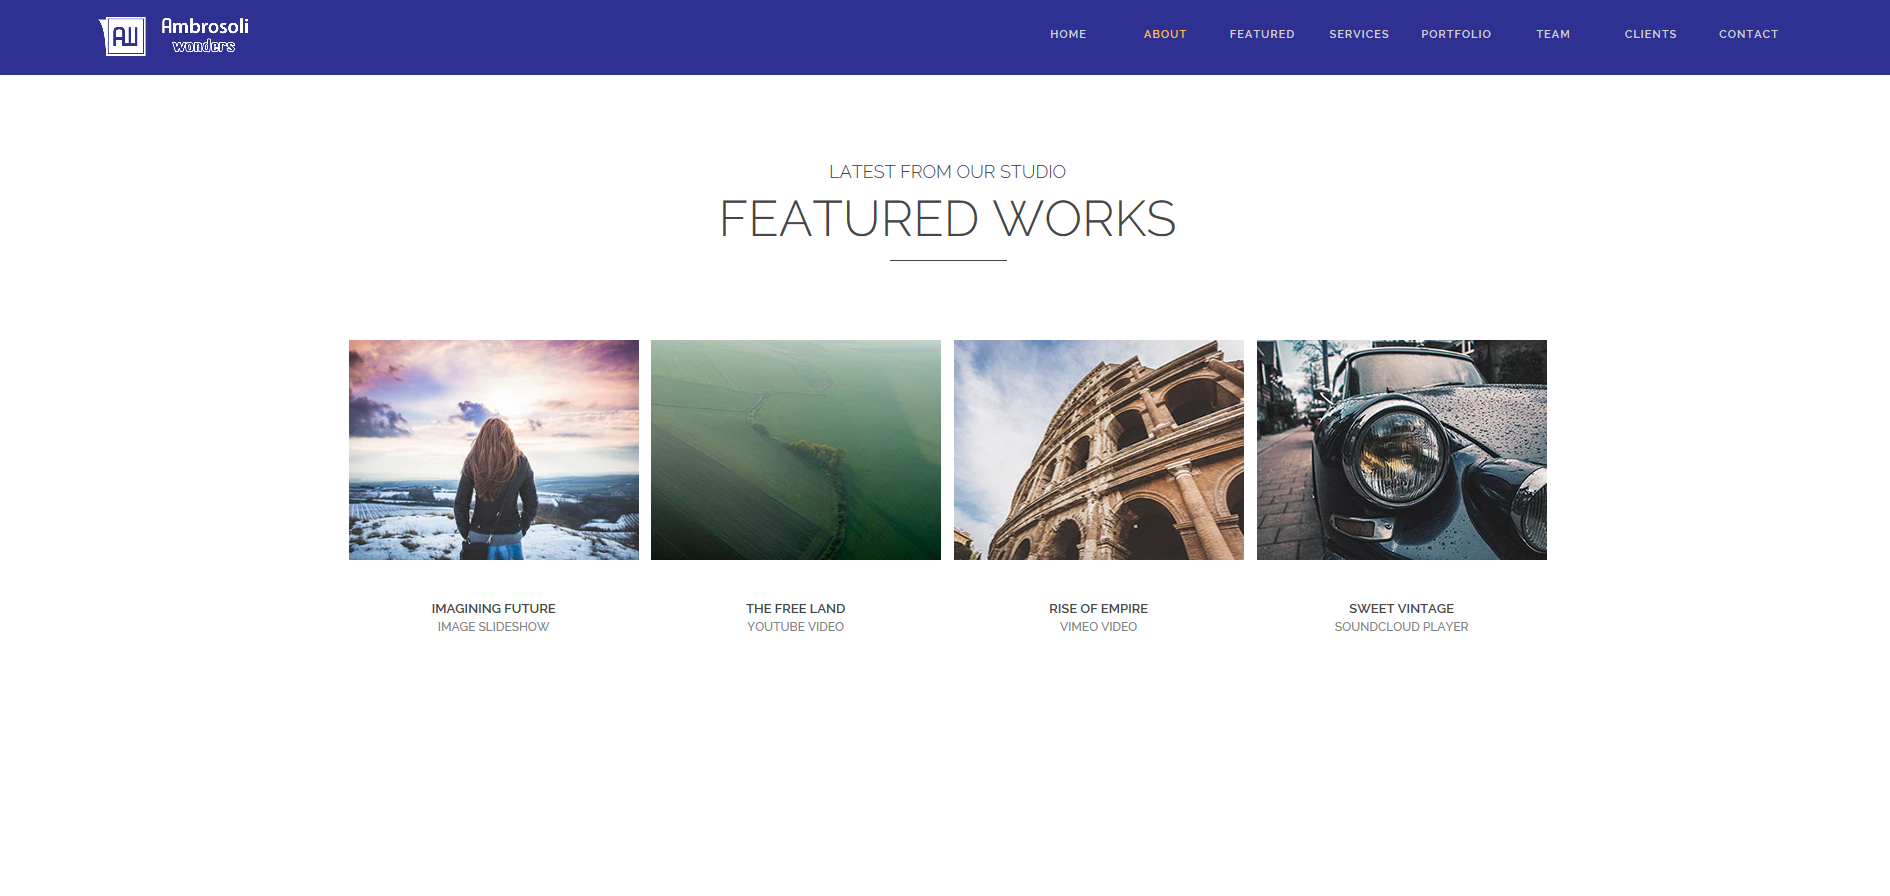 AW Ambrosoli
wonders
HOME ABOUT FEATURED SERVICES PORTFOLIO TEAM CLIENTS CONTACT
LATEST FROM OUR STUDIO
FEATURED WORKS
IMAGINING FUTURE
IMAGE SLIDESHOW
THE FREE LAND
YOUTUBE VIDEO
RISE OF EMPIRE
VIMEO VIDEO
SWEET VINTAGE
SOUNDCLOUD PLAYER